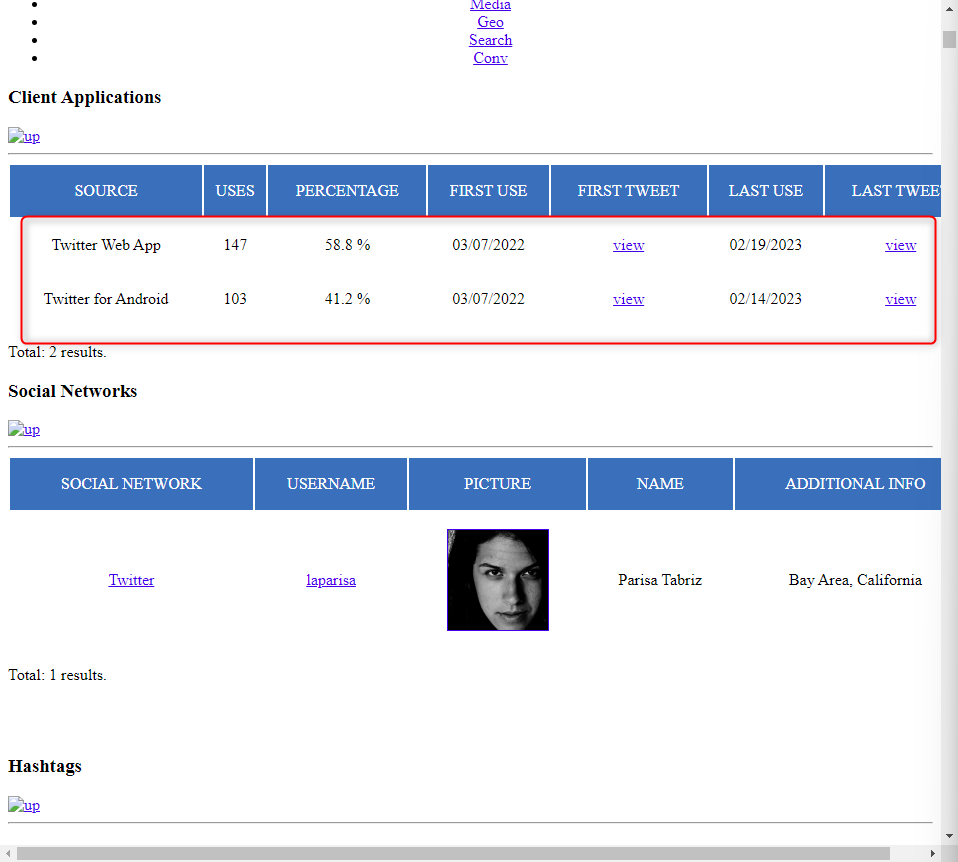 Media
Geo
Search
Conv
Client Applications
up
SOURCE USES PERCENTAGE FIRST USE FIRST TWEET LAST USE LAST TWEET
Twitter Web App 147 58.8 % 03/07/2022 view 02/19/2023 view
Twitter for Android 103 41.2 % 03/07/2022 view 02/14/2023 view
Total: 2 results.
Social Networks
up
SOCIAL NETWORK USERNAME PICTURE NAME ADDITIONAL INFO
Twitter laparisa Parisa Tabriz Bay Area, California
Total: 1 results.
Hashtags
up